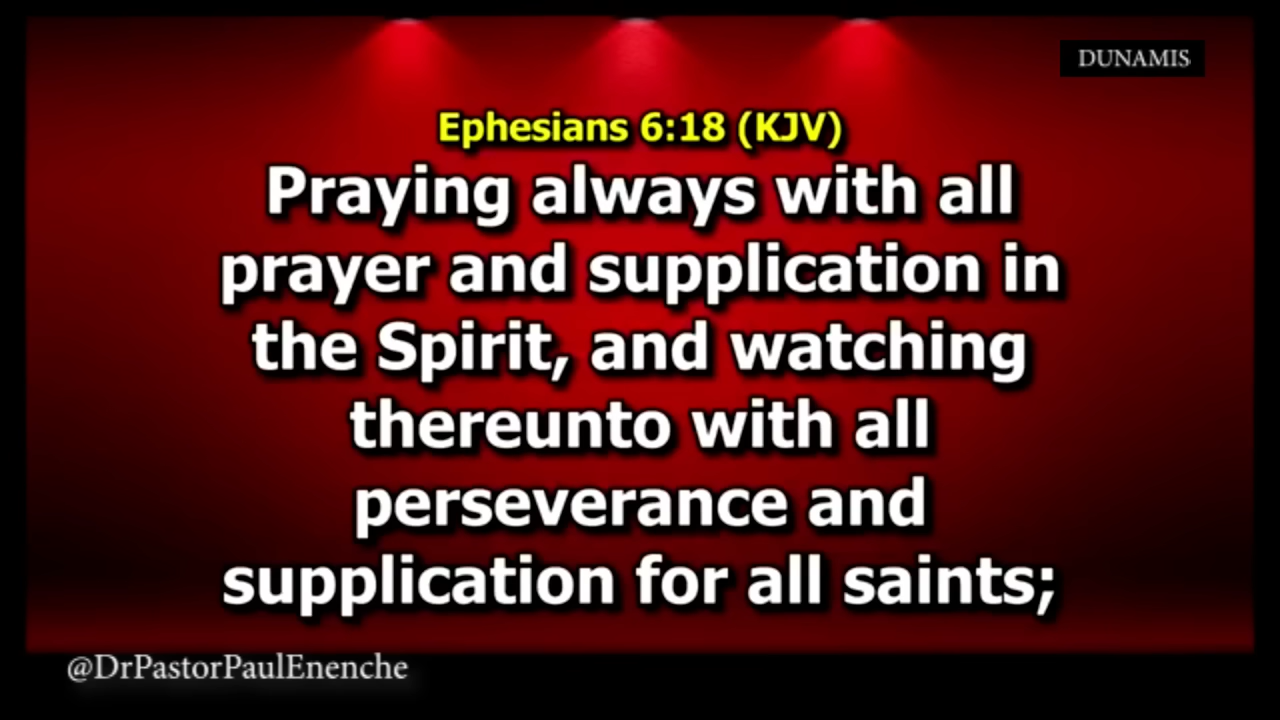 DUNAMIS
Ephesians 6:18 (KJV)
Praying always with all
prayer and supplication in
the Spirit, and watching
thereunto with all
perseverance and
supplication for all saints;
@DrPastorPaulEnenche